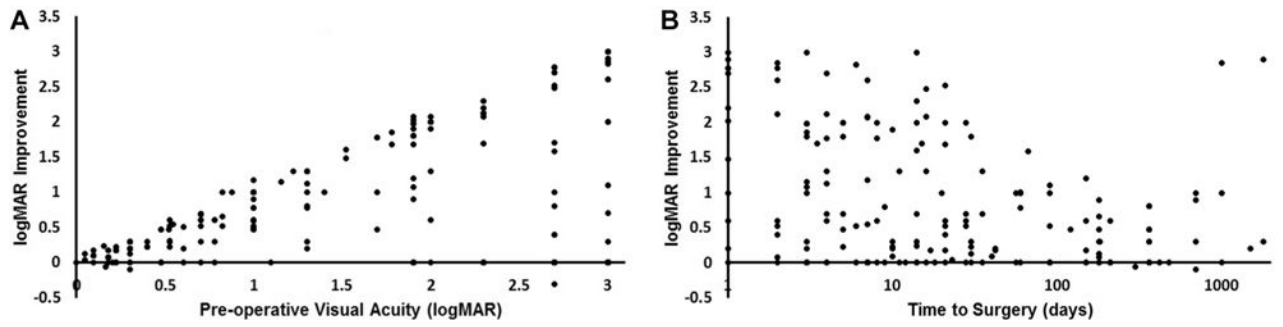 A
3.5
3
2.5
2
1.5
1
0.5
0
-0.5
logMAR Improvement
0 0.5 1 1.5 2 2.5 3
Pre-operative Visual Acuity (logMAR)
B
3.5
3
2.5
2
1.5
1
0.5
0
-0.5
logMAR Improvement
1 10 100 1000
Time to Surgery (days)